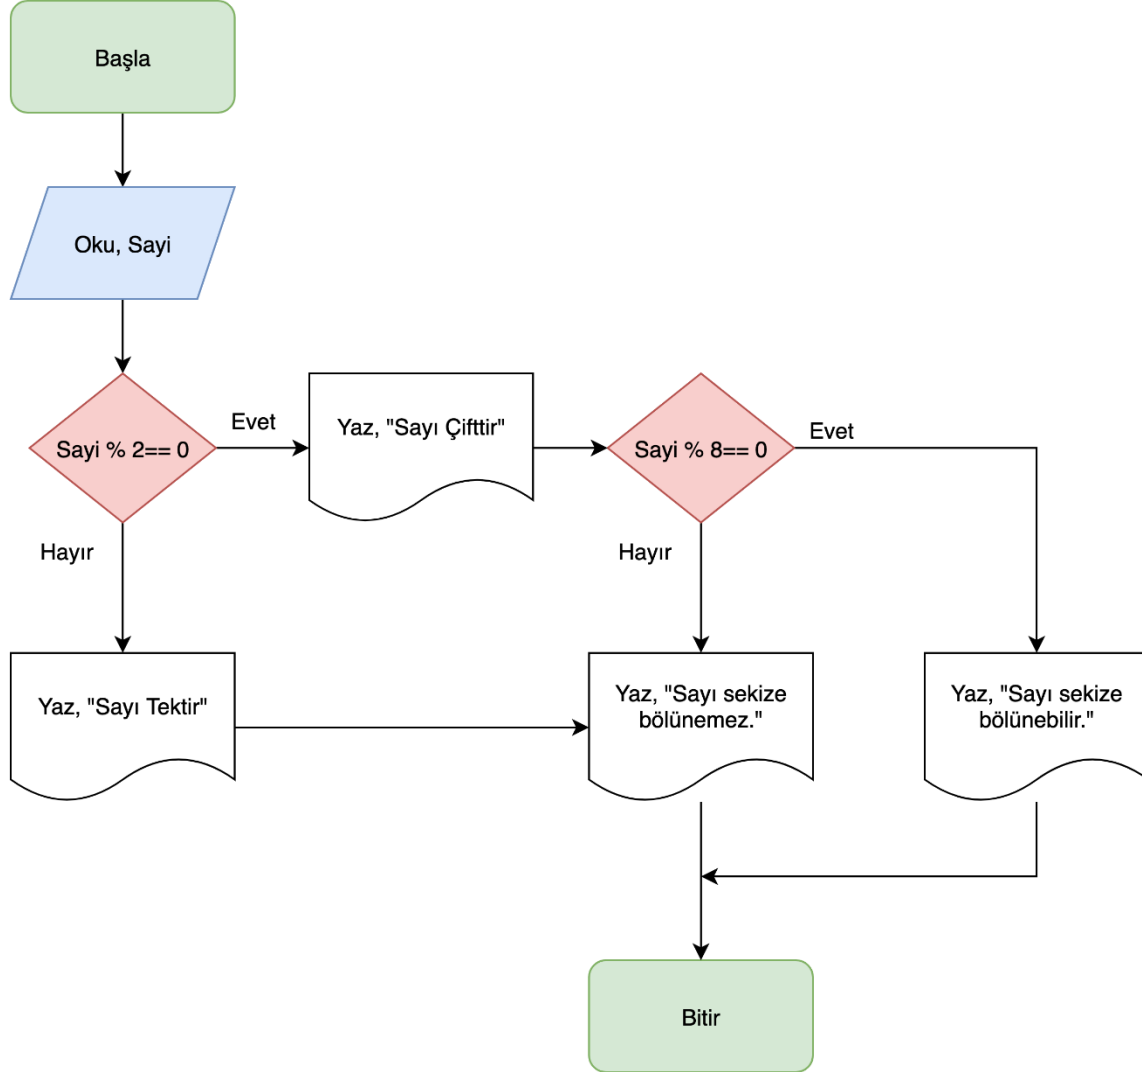 Başla
Oku, Sayi
Sayi % 2== 0
Evet
Yaz, "Sayı Çifttir"
Sayi % 8== 0
Evet
Hayır
Hayır
Yaz, "Sayı Tektir"
Yaz, "Sayı sekize
bölünemez."
Yaz, "Sayı sekize
bölünebilir."
Bitir